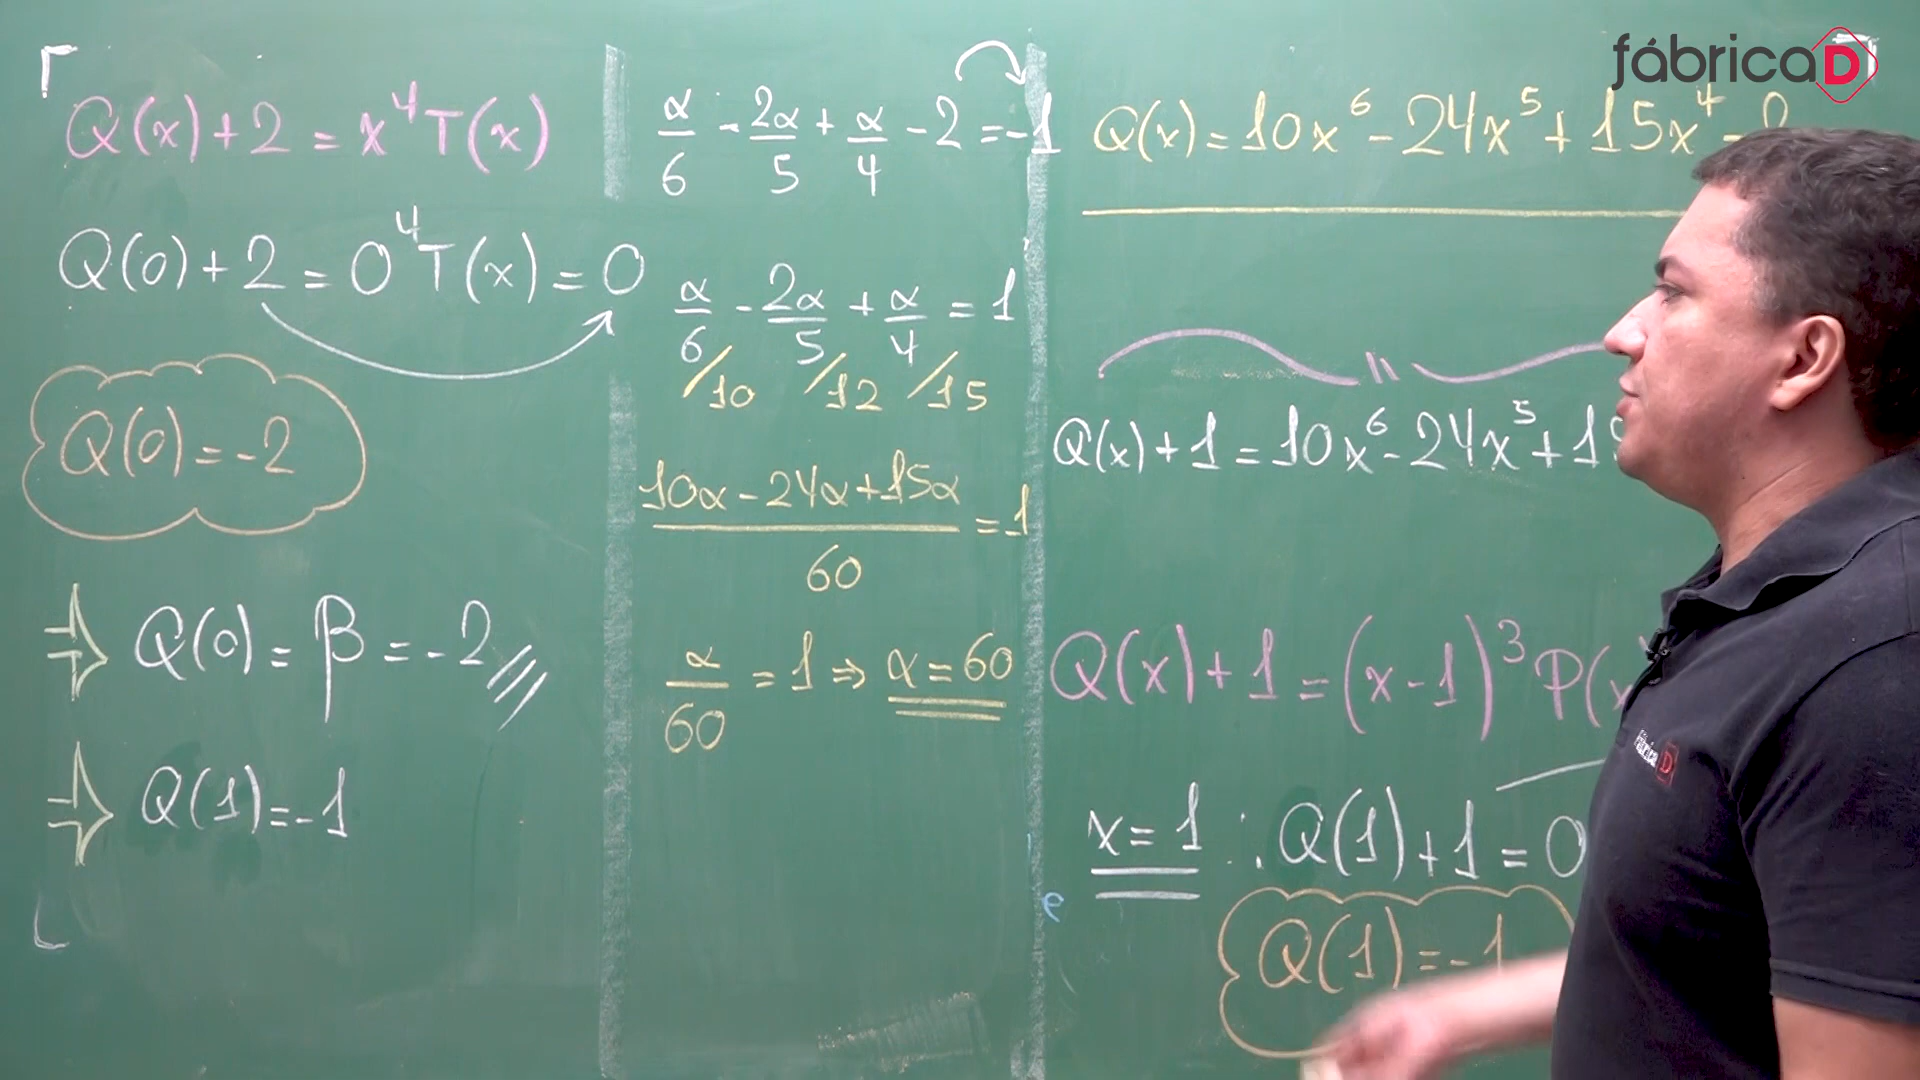 Q(x)+2=x⁴T(x)
Q(0)+2=0⁴T(x)=0
Q(0)=-2
⇒ Q(0)=β=-2
⇒ Q(1)=-1
α/6 - 2α/5 + α/4 - 2 = -1
α/6 - 2α/5 + α/4 = 1
/10 /12 /15
(10α-24α+15α)/60 = 1
α/60 = 1 ⇒ α=60
fábricaD
Q(x)=10x⁶-24x⁵+15x⁴-2
Q(x)+1=10x⁶-24x⁵+1
Q(x)+1=(x-1)³P(x
x=1 ∴ Q(1)+1=0
Q(1)=-1